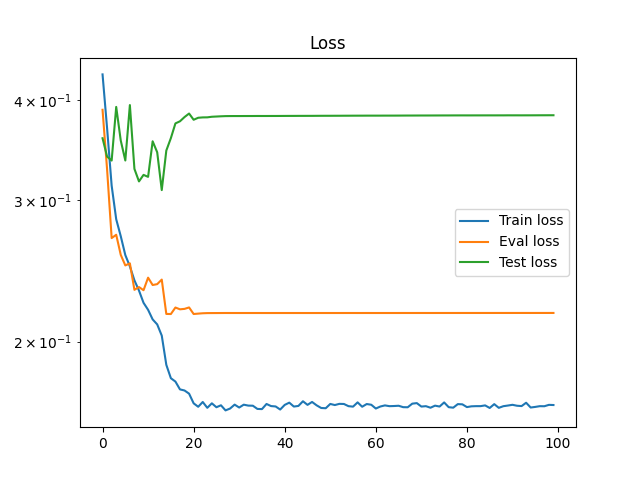 Loss
4 × 10⁻¹
3 × 10⁻¹
2 × 10⁻¹
Train loss
Eval loss
Test loss
0 20 40 60 80 100